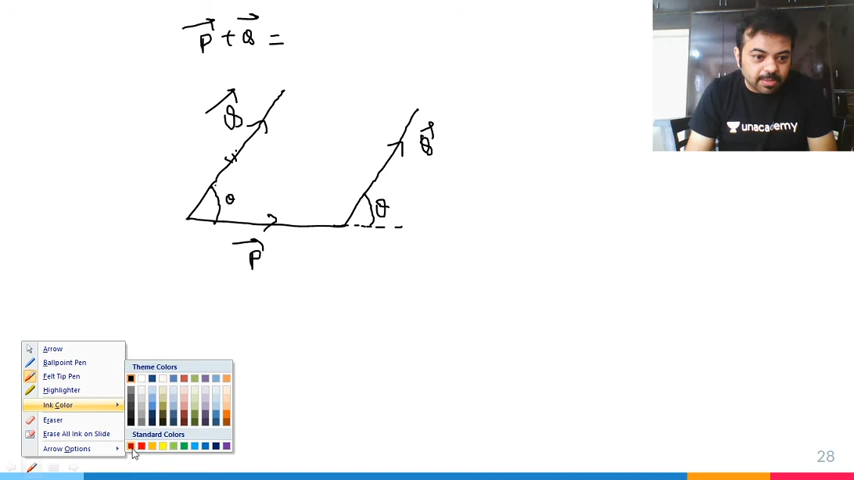 P + Q =
Q
Q
θ
θ
P
unacademy
Arrow
Ballpoint Pen
Felt Tip Pen
Highlighter
Ink Color
Eraser
Erase All Ink on Slide
Arrow Options
Theme Colors
Standard Colors
28